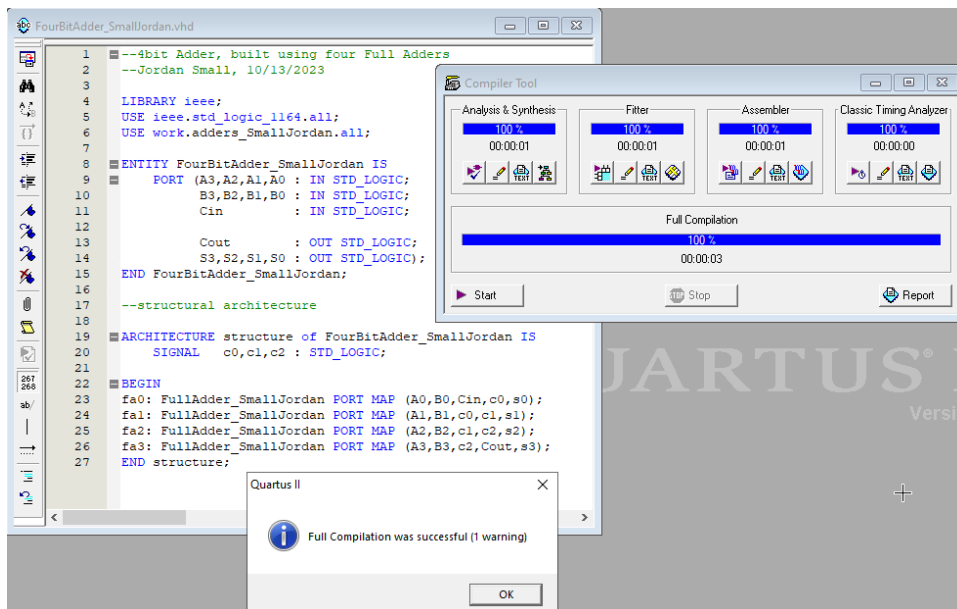 FourBitAdder_SmallJordan.vhd
1 --4bit Adder, built using four Full Adders
2 --Jordan Small, 10/13/2023
3
4 LIBRARY ieee;
5 USE ieee.std_logic_1164.all;
6 USE work.adders_SmallJordan.all;
7
8 ENTITY FourBitAdder_SmallJordan IS
9 PORT (A3,A2,A1,A0 : IN STD_LOGIC;
10 B3,B2,B1,B0 : IN STD_LOGIC;
11 Cin : IN STD_LOGIC;
12
13 Cout : OUT STD_LOGIC;
14 S3,S2,S1,S0 : OUT STD_LOGIC);
15 END FourBitAdder_SmallJordan;
16
17 --structural architecture
18
19 ARCHITECTURE structure of FourBitAdder_SmallJordan IS
20 SIGNAL c0,c1,c2 : STD_LOGIC;
21
22 BEGIN
23 fa0: FullAdder_SmallJordan PORT MAP (A0,B0,Cin,c0,s0);
24 fa1: FullAdder_SmallJordan PORT MAP (A1,B1,c0,c1,s1);
25 fa2: FullAdder_SmallJordan PORT MAP (A2,B2,c1,c2,s2);
26 fa3: FullAdder_SmallJordan PORT MAP (A3,B3,c2,Cout,s3);
27 END structure;
267
268
ab/
Compiler Tool
Analysis & Synthesis Fitter Assembler Classic Timing Analyzer
100 % 100 % 100 % 100 %
00:00:01 00:00:01 00:00:01 00:00:00
TEXT TEXT TEXT TEXT
Full Compilation
100 %
00:00:03
Start STOP Stop Report
UARTUS®
Versi
Quartus II
Full Compilation was successful (1 warning)
OK